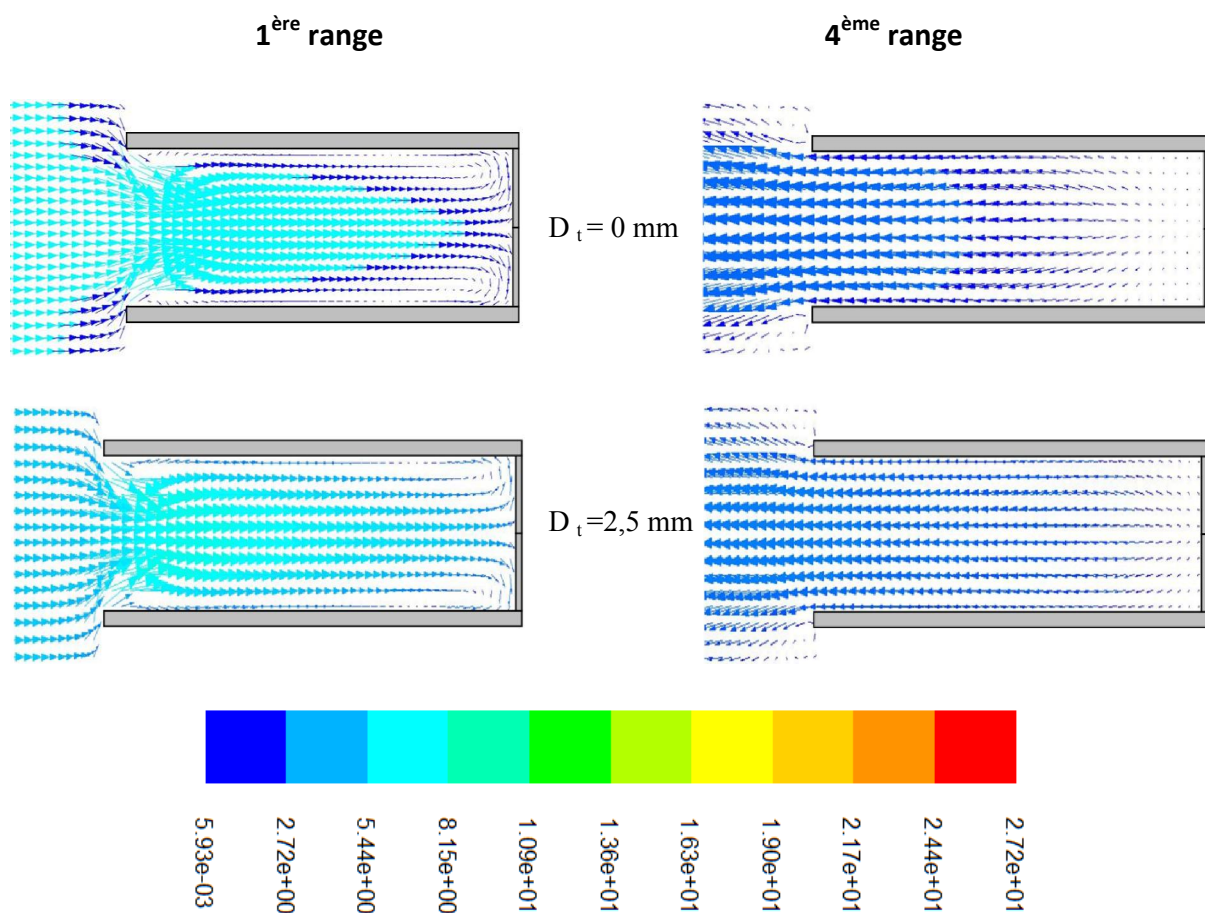 1ère range
4ème range
D t = 0 mm
D t =2,5 mm
5.93e-03
2.72e+00
5.44e+00
8.15e+00
1.09e+01
1.36e+01
1.63e+01
1.90e+01
2.17e+01
2.44e+01
2.72e+01